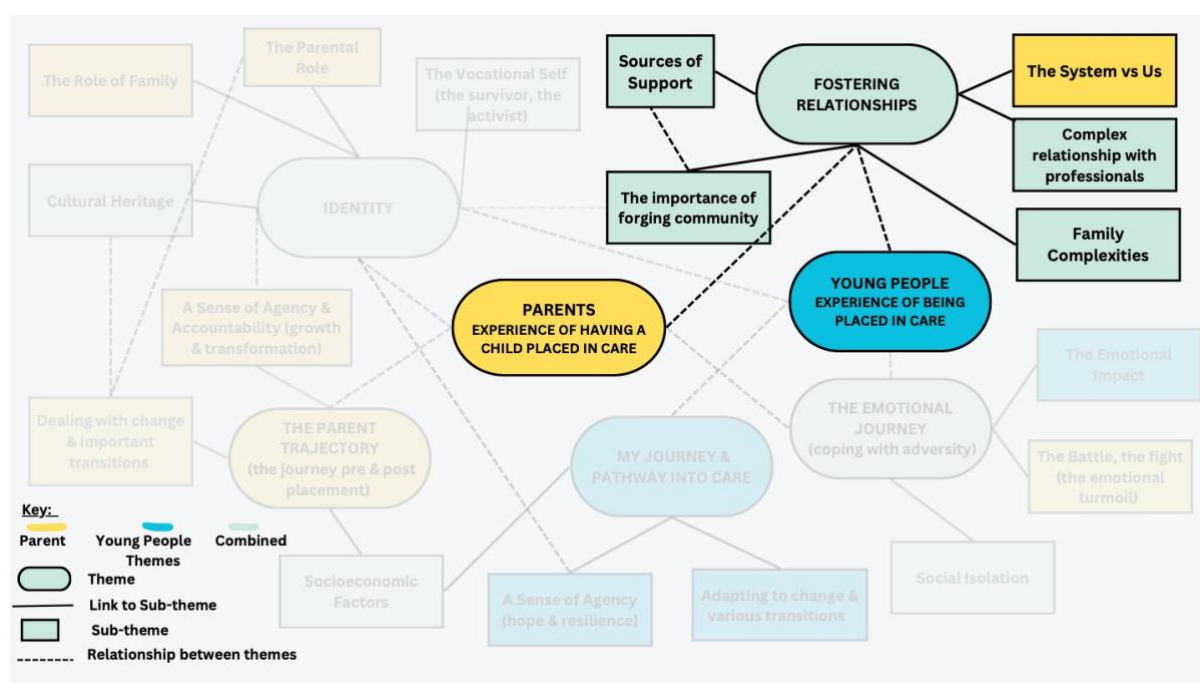 The Role of Family
The Parental
Role
The Vocational Self
(the survivor, the
activist)
Sources of
Support
FOSTERING
RELATIONSHIPS
The System vs Us
Complex
relationship with
professionals
Cultural Heritage
IDENTITY
The importance of
forging community
Family
Complexities
A Sense of Agency &
Accountability (growth
& transformation)
PARENTS
EXPERIENCE OF HAVING A
CHILD PLACED IN CARE
YOUNG PEOPLE
EXPERIENCE OF BEING
PLACED IN CARE
The Emotional
Impact
Dealing with change
& important
transitions
THE PARENT
TRAJECTORY
(the journey pre & post
placement)
MY JOURNEY &
PATHWAY INTO CARE
THE EMOTIONAL
JOURNEY
(coping with adversity)
The Battle, the fight
(the emotional
turmoil)
Socioeconomic
Factors
A Sense of Agency
(hope & resilience)
Adapting to change &
various transitions
Social Isolation
Key:
Parent
Young People
Themes
Combined
Theme
Link to Sub-theme
Sub-theme
Relationship between themes